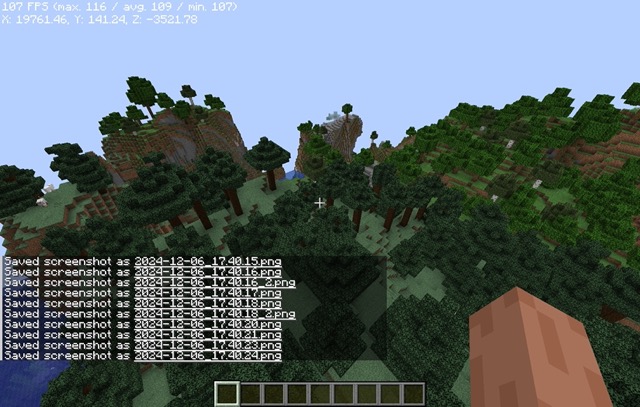 107 FPS (max. 116 / avg. 109 / min. 107)
X: 19761.46, Y: 141.24, Z: -3521.78
Saved screenshot as 2024-12-06_17.40.15.png
Saved screenshot as 2024-12-06_17.40.16.png
Saved screenshot as 2024-12-06_17.40.16_2.png
Saved screenshot as 2024-12-06_17.40.17.png
Saved screenshot as 2024-12-06_17.40.18.png
Saved screenshot as 2024-12-06_17.40.18_2.png
Saved screenshot as 2024-12-06_17.40.20.png
Saved screenshot as 2024-12-06_17.40.21.png
Saved screenshot as 2024-12-06_17.40.23.png
Saved screenshot as 2024-12-06_17.40.24.png